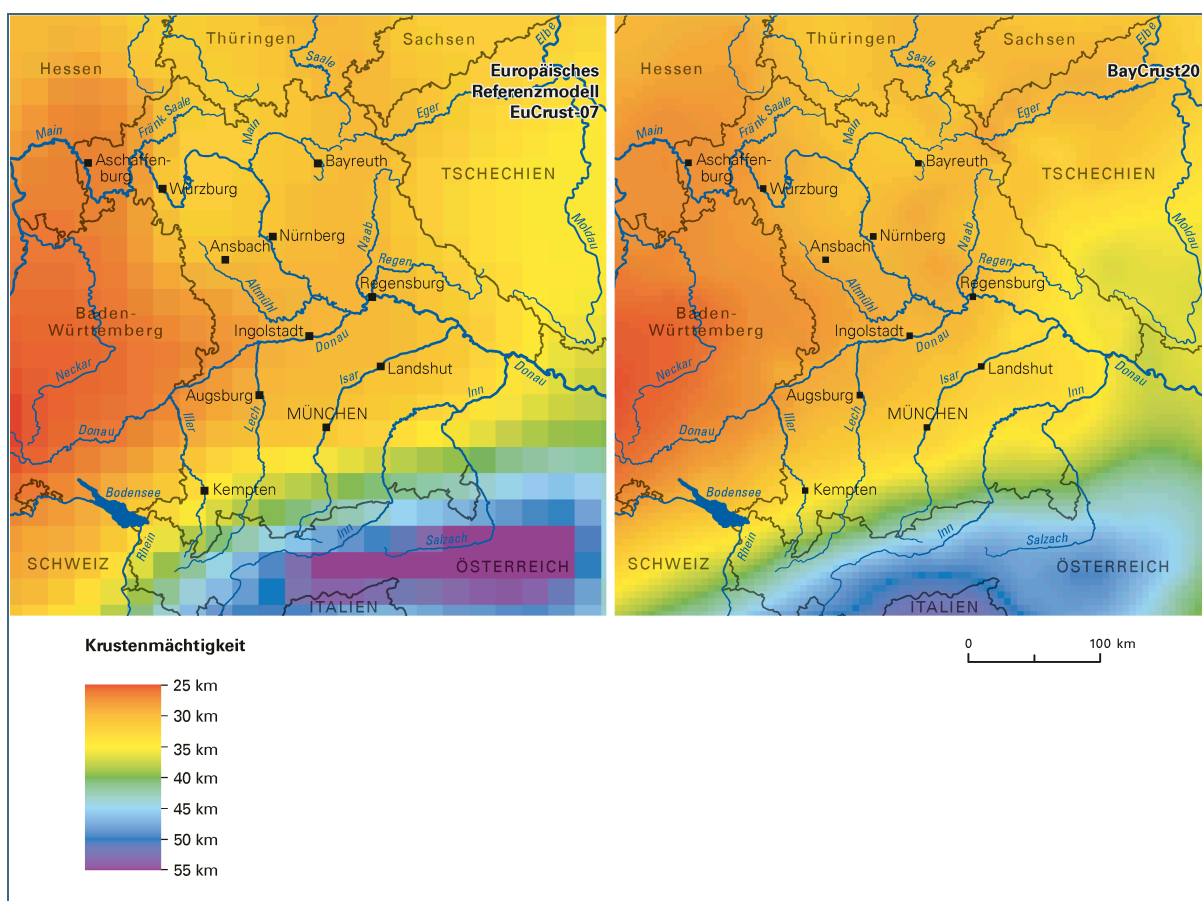 Thüringen
Sachsen
Elbe
Saale
Hessen
Europäisches
Referenzmodell
EuCrust-07
Fränk Saale
Main
Main
Eger
Aschaffen-
burg
Bayreuth
Würzburg
TSCHECHIEN
Moldau
Nürnberg
Naab
Ansbach
Regen
Altmühl
Regensburg
Baden-
Württemberg
Ingolstadt
Donau
Neckar
Isar
Landshut
Donau
Inn
Augsburg
Iller
Lech
MÜNCHEN
Donau
Bodensee
Kempten
Inn
Salzach
Rhein
SCHWEIZ
ÖSTERREICH
ITALIEN
Thüringen
Sachsen
Elbe
Saale
Hessen
BayCrust20
Fränk Saale
Main
Main
Eger
Aschaffen-
burg
Bayreuth
Würzburg
TSCHECHIEN
Moldau
Nürnberg
Naab
Ansbach
Regen
Altmühl
Regensburg
Baden-
Württemberg
Ingolstadt
Donau
Neckar
Isar
Landshut
Donau
Inn
Augsburg
Iller
Lech
MÜNCHEN
Donau
Bodensee
Kempten
Inn
Salzach
Rhein
SCHWEIZ
ÖSTERREICH
ITALIEN
Krustenmächtigkeit
25 km
30 km
35 km
40 km
45 km
50 km
55 km
0 100 km